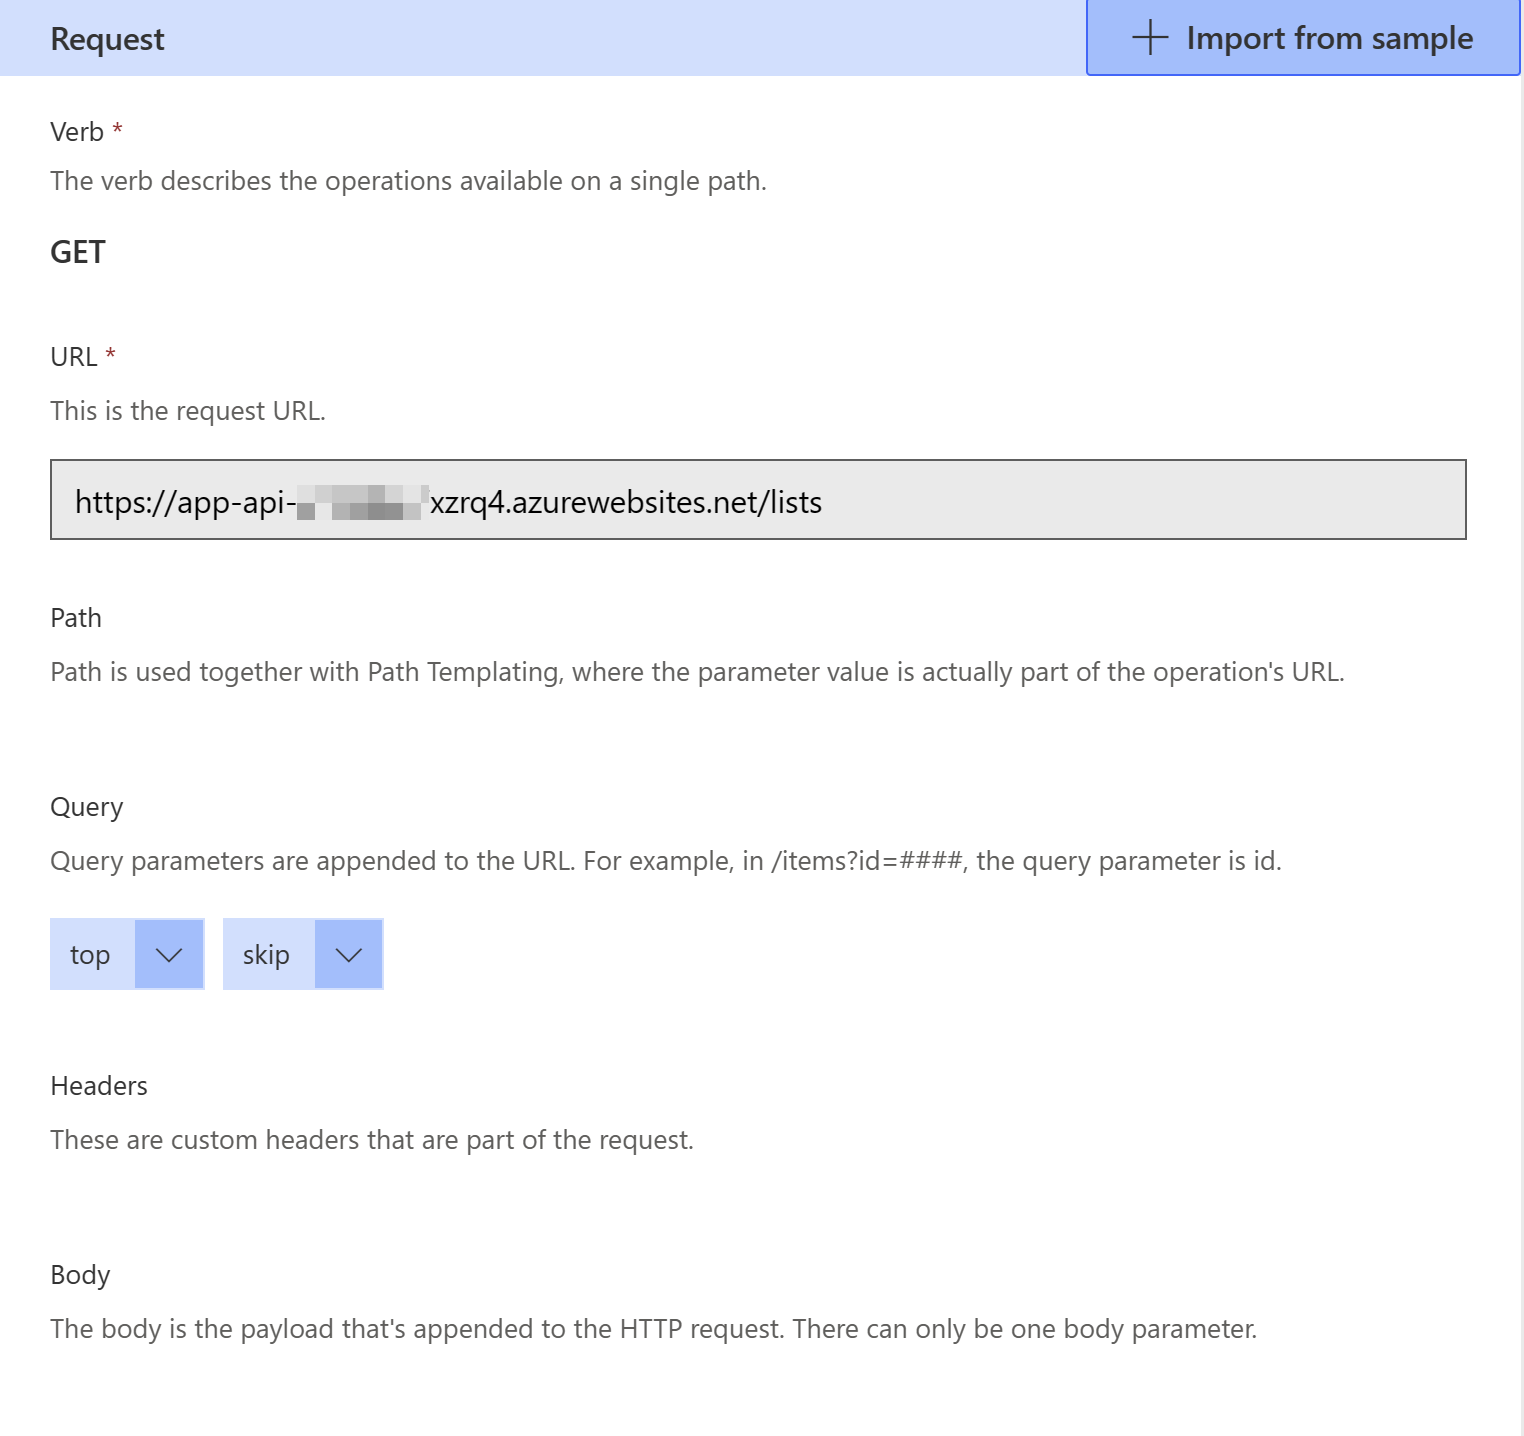 Request
Import from sample
Verb *
The verb describes the operations available on a single path.
GET
URL *
This is the request URL.
https://app-api- xzrq4.azurewebsites.net/lists
Path
Path is used together with Path Templating, where the parameter value is actually part of the operation's URL.
Query
Query parameters are appended to the URL. For example, in /items?id=####, the query parameter is id.
top skip
Headers
These are custom headers that are part of the request.
Body
The body is the payload that's appended to the HTTP request. There can only be one body parameter.